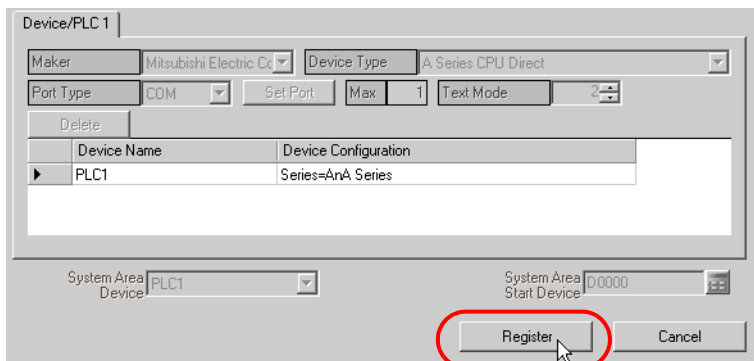 Device/PLC 1
Maker Mitsubishi Electric Device Type A Series CPU Direct
Port Type COM Set Port Max 1 Text Mode 2
Delete
Device Name Device Configuration
PLC1 Series=AnA Series
System Area Device PLC1 System Area Start Device D0000
Register Cancel